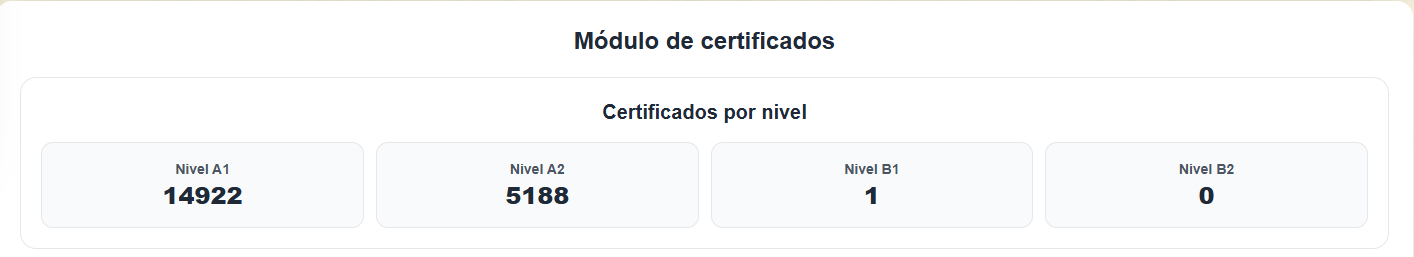 Módulo de certificados
Certificados por nivel
Nivel A1
14922
Nivel A2
5188
Nivel B1
1
Nivel B2
0